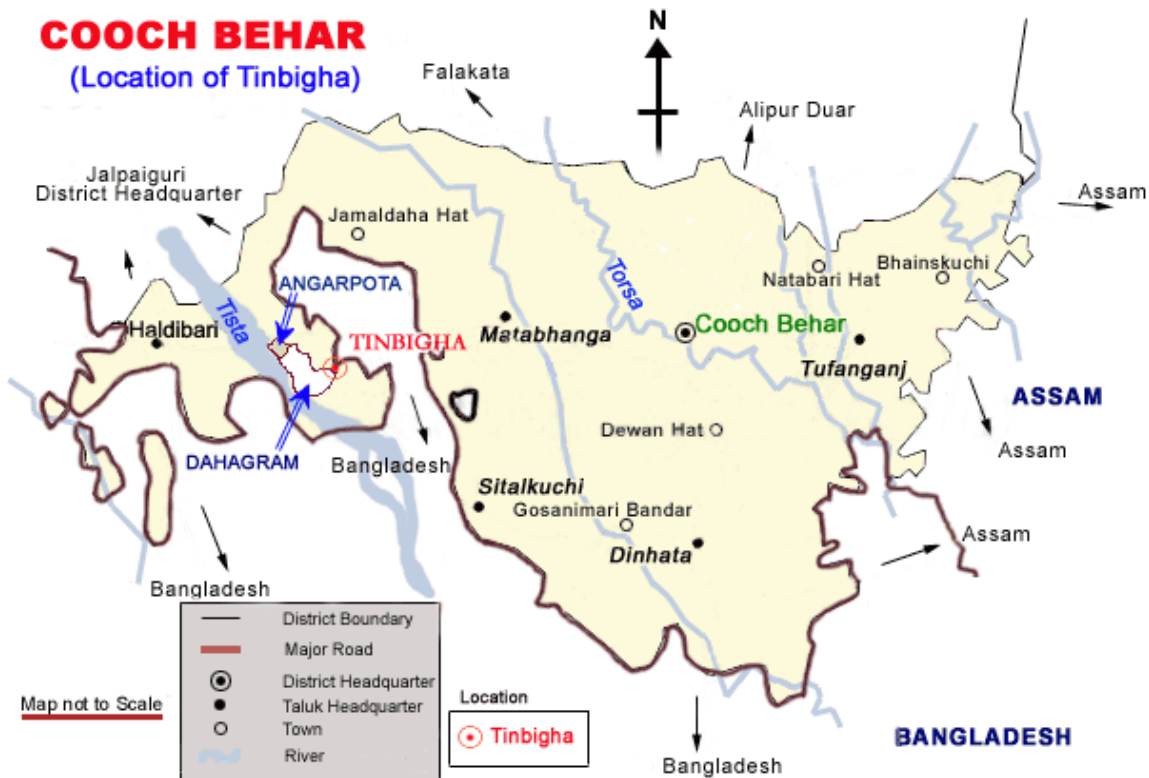 COOCH BEHAR
(Location of Tinbigha)
N
Falakata
Alipur Duar
Jalpaiguri
District Headquarter
Assam
Jamaldaha Hat
Bhainskuchi
Natabari Hat
ANGARPOTA
Tista
Torsa
Haldibari
Matabhanga
Cooch Behar
TINBIGHA
Tufanganj
ASSAM
Dewan Hat
Assam
DAHAGRAM
Bangladesh
Sitalkuchi
Gosanimari Bandar
Dinhata
Assam
Bangladesh
District Boundary
Major Road
District Headquarter
Taluk Headquarter
Town
River
Map not to Scale
Location
Tinbigha
BANGLADESH
Bangladesh